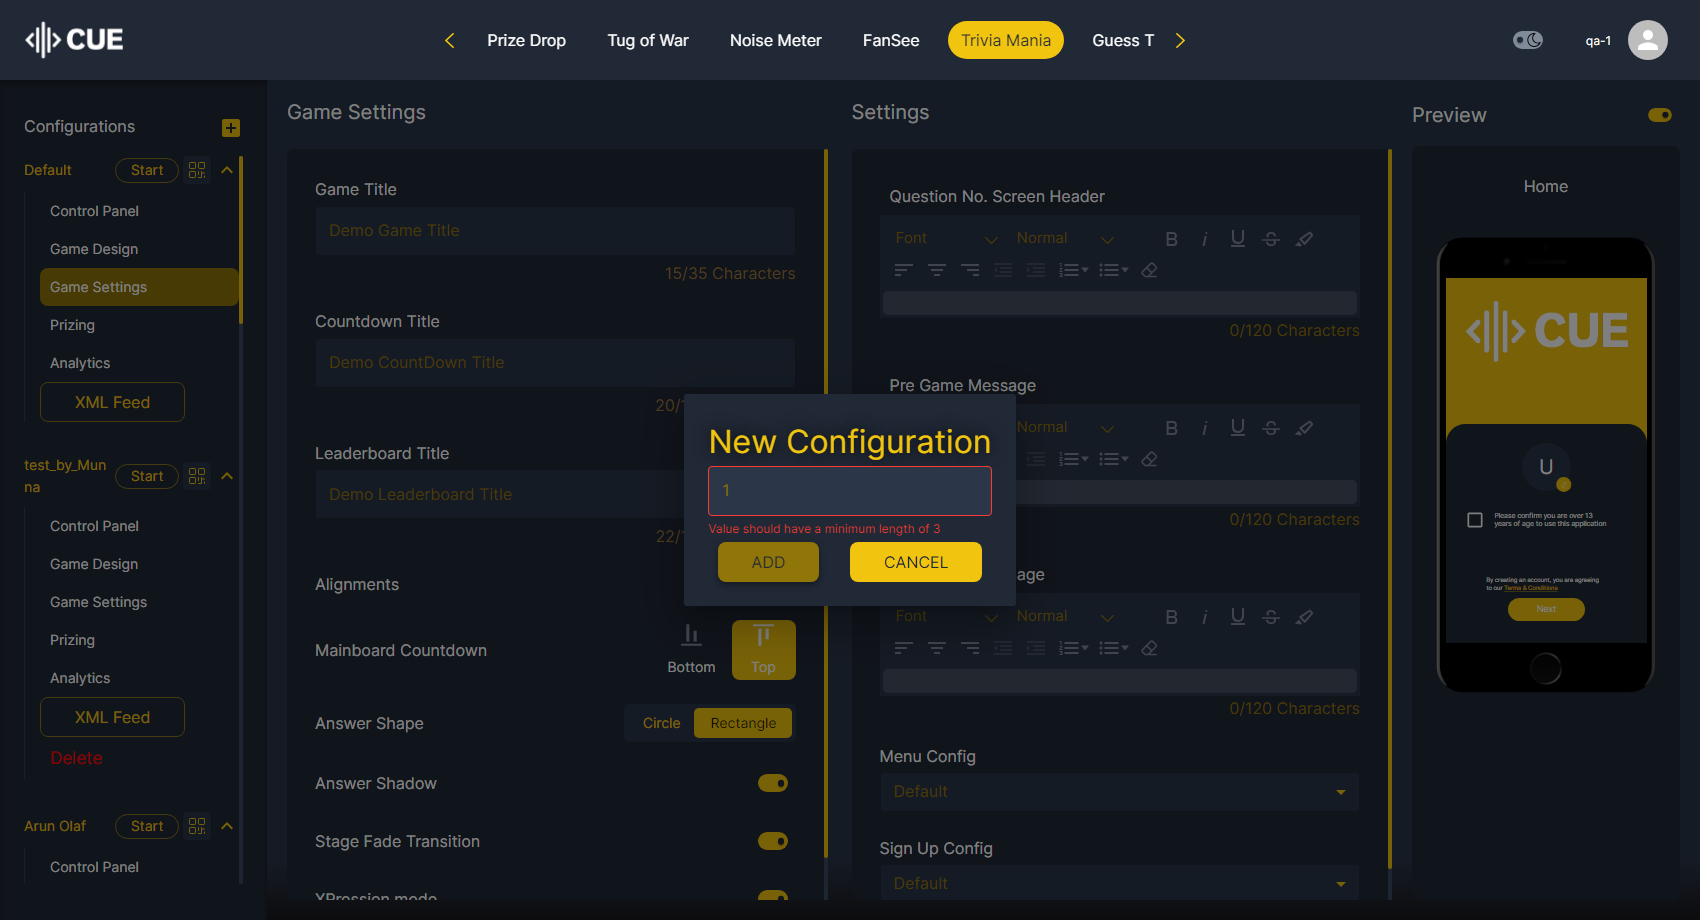 CUE
Prize Drop
Tug of War
Noise Meter
FanSee
Trivia Mania
Guess T
qa-1
Configurations
Default
Start
Control Panel
Game Design
Game Settings
Prizing
Analytics
XML Feed
test_by_Mun
na
Start
Control Panel
Game Design
Game Settings
Prizing
Analytics
XML Feed
Delete
Arun Olaf
Start
Control Panel
Game Settings
Game Title
Demo Game Title
15/35 Characters
Countdown Title
Demo CountDown Title
20/
Leaderboard Title
Demo Leaderboard Title
22/
Alignments
Mainboard Countdown
Bottom
Top
Answer Shape
Circle
Rectangle
Answer Shadow
Stage Fade Transition
XPression mode
New Configuration
1
Value should have a minimum length of 3
ADD
CANCEL
Settings
Question No. Screen Header
Font
Normal
B i U S
0/120 Characters
Pre Game Message
Normal
B i U S
0/120 Characters
age
Font
Normal
B i U S
0/120 Characters
Menu Config
Default
Sign Up Config
Default
Preview
Home
CUE
U
Please confirm you are over 13
years of age to use this application
By creating an account, you are agreeing
to our Terms & Conditions
Next